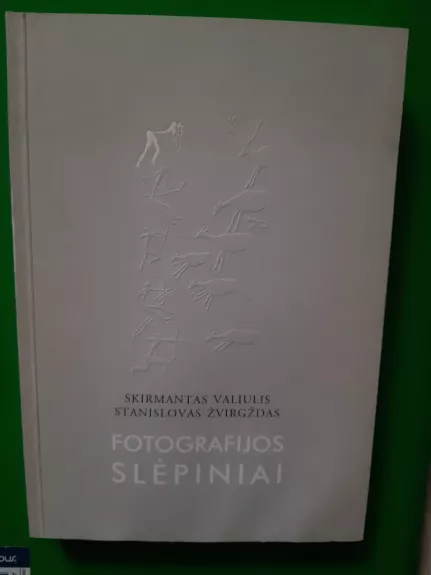 SKIRMANTAS VALIULIS
STANISLOVAS ŽVIRGŽDAS
FOTOGRAFIJOS
SLĖPINIAI